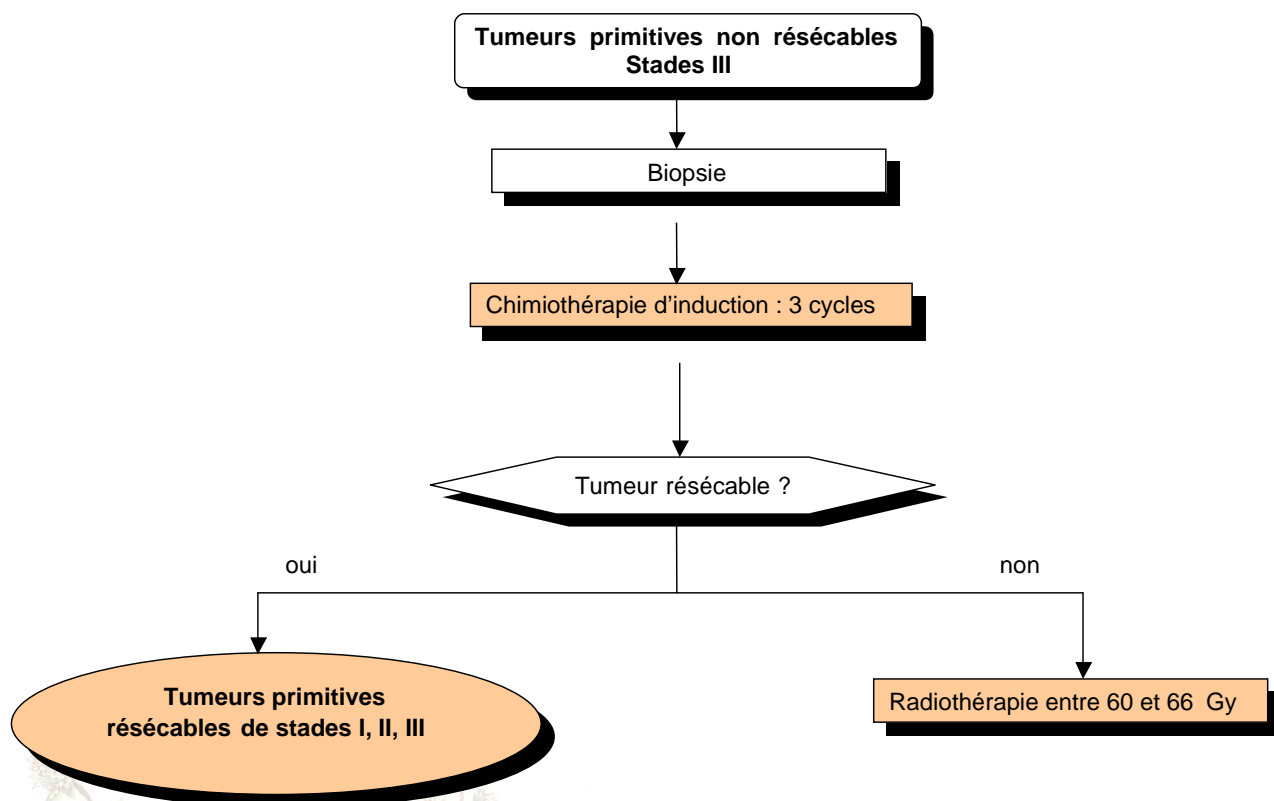 Tumeurs primitives non résécables
Stades III
Biopsie
Chimiothérapie d'induction : 3 cycles
Tumeur résécable ?
oui
non
Tumeurs primitives
résécables de stades I, II, III
Radiothérapie entre 60 et 66 Gy